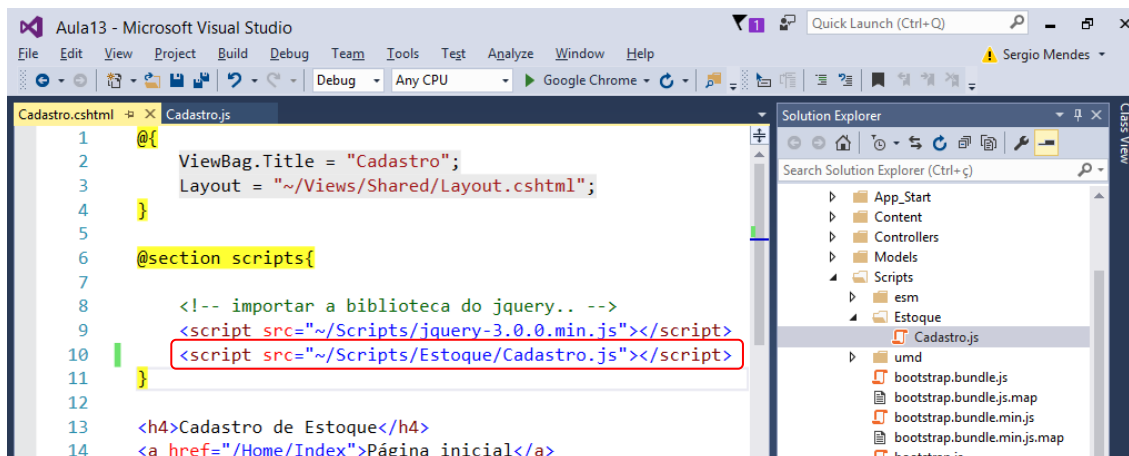 Aula13 - Microsoft Visual Studio
1
Quick Launch (Ctrl+Q)
File Edit View Project Build Debug Team Tools Test Analyze Window Help
Sergio Mendes
Debug Any CPU Google Chrome
Cadastro.cshtml Cadastro.js
1 @{
2 ViewBag.Title = "Cadastro";
3 Layout = "~/Views/Shared/Layout.cshtml";
4 }
5
6 @section scripts{
7
8 <!-- importar a biblioteca do jquery.. -->
9 <script src="~/Scripts/jquery-3.0.0.min.js"></script>
10 <script src="~/Scripts/Estoque/Cadastro.js"></script>
11 }
12
13 <h4>Cadastro de Estoque</h4>
14 <a href="/Home/Index">Página inicial</a>
Solution Explorer
Search Solution Explorer (Ctrl+ç)
App_Start
Content
Controllers
Models
Scripts
esm
Estoque
Cadastro.js
umd
bootstrap.bundle.js
bootstrap.bundle.js.map
bootstrap.bundle.min.js
bootstrap.bundle.min.js.map
bootstrap.js
Class View